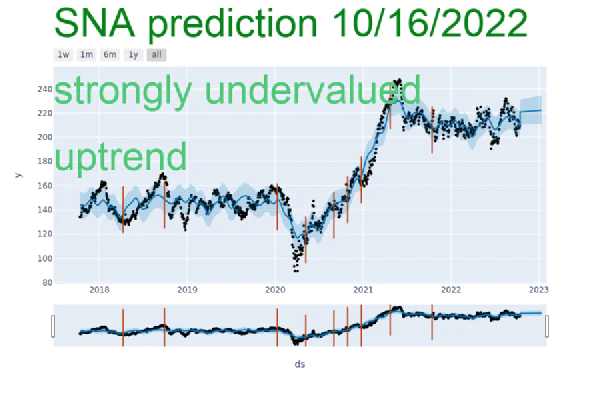 SNA prediction 10/16/2022
1w 1m 6m 1y all
strongly undervalued
uptrend
240
220
200
180
160
140
120
100
80
y
2018 2019 2020 2021 2022 2023
ds